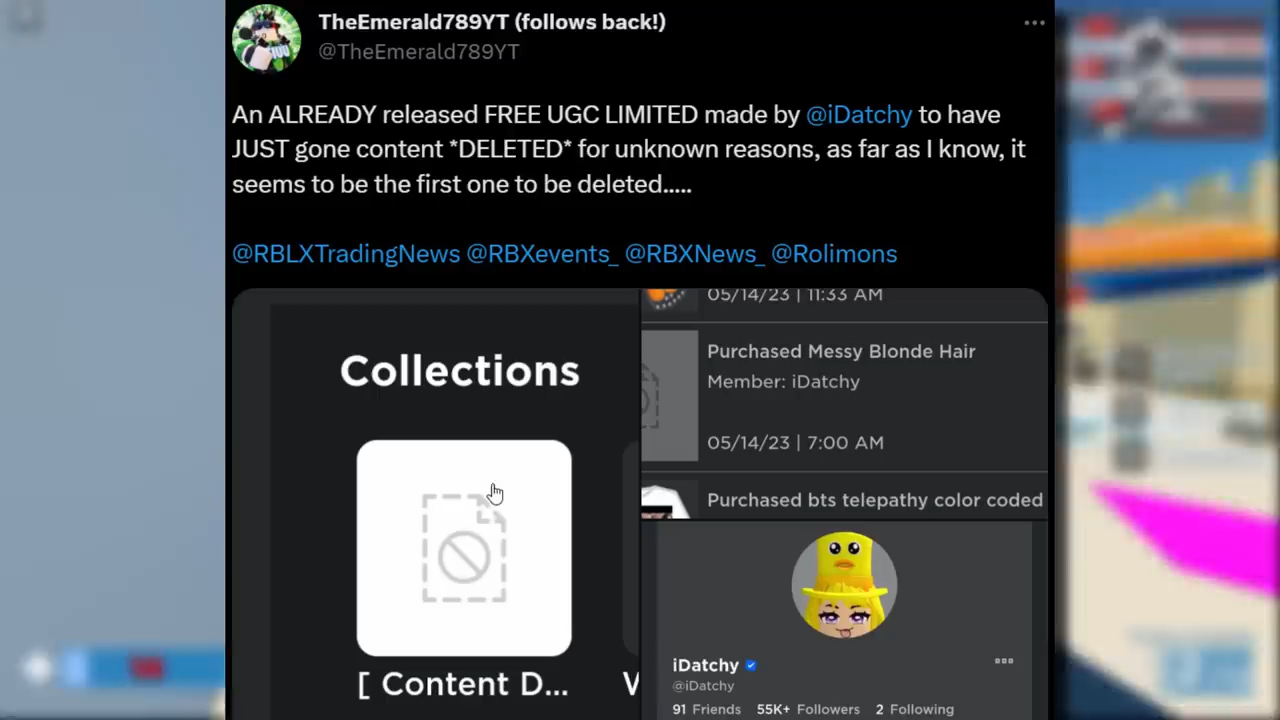 TheEmerald789YT (follows back!)
@TheEmerald789YT
An ALREADY released FREE UGC LIMITED made by @iDatchy to have
JUST gone content *DELETED* for unknown reasons, as far as I know, it
seems to be the first one to be deleted.....
@RBLXTradingNews @RBXevents_ @RBXNews_ @Rolimons
Collections
[ Content D...
05/14/23 | 11:33 AM
Purchased Messy Blonde Hair
Member: iDatchy
05/14/23 | 7:00 AM
Purchased bts telepathy color coded
iDatchy
@iDatchy
91 Friends 55K+ Followers 2 Following